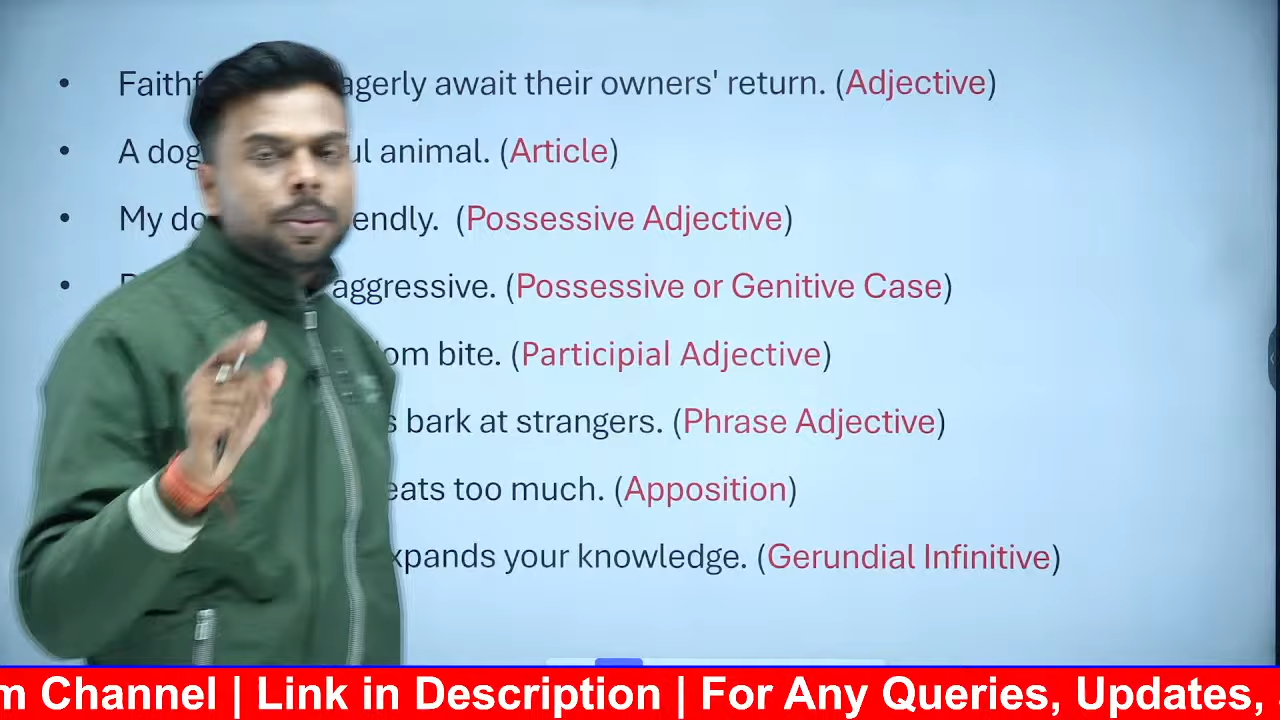 • agerly await their owners' return. (Adjective)
• A dog ul animal. (Article)
• My do endly. (Possessive Adjective)
• aggressive. (Possessive or Genitive Case)
om bite. (Participial Adjective)
s bark at strangers. (Phrase Adjective)
eats too much. (Apposition)
xpands your knowledge. (Gerundial Infinitive)
m Channel | Link in Description | For Any Queries, Updates,